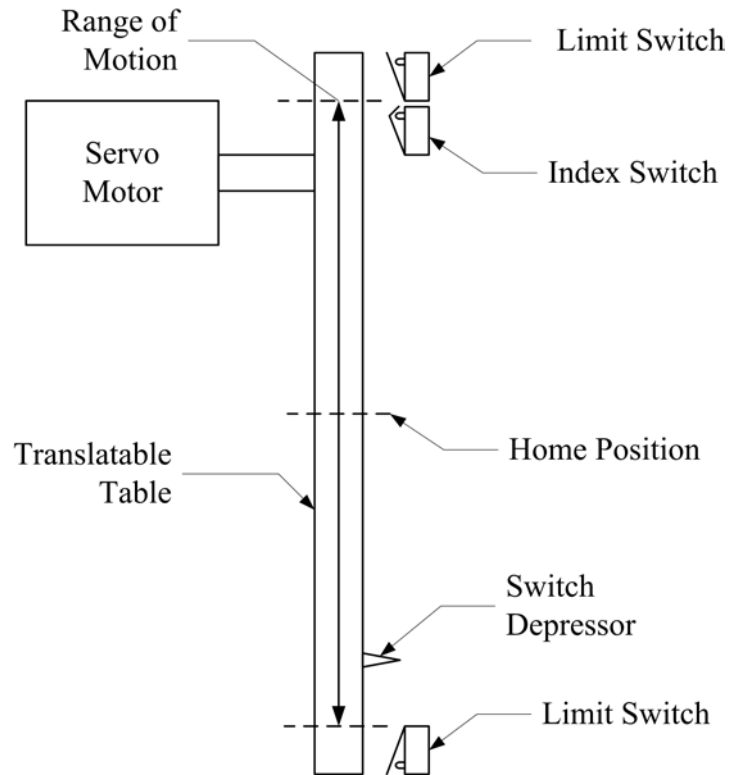 Range of
Motion
Limit Switch
Servo
Motor
Index Switch
Home Position
Translatable
Table
Switch
Depressor
Limit Switch